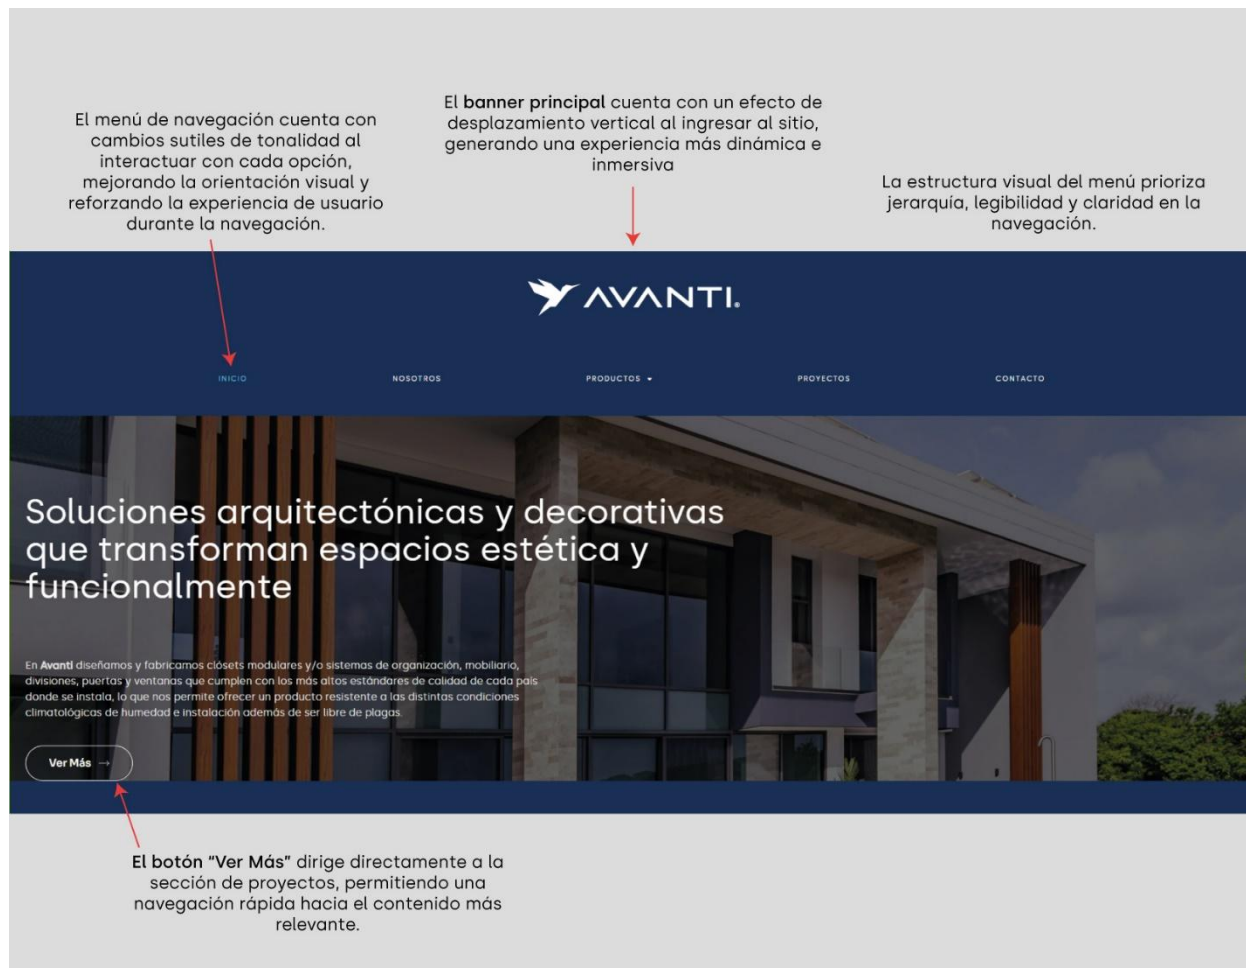 El menú de navegación cuenta con
cambios sutiles de tonalidad al
interactuar con cada opción,
mejorando la orientación visual y
reforzando la experiencia de usuario
durante la navegación.
El banner principal cuenta con un efecto de
desplazamiento vertical al ingresar al sitio,
generando una experiencia más dinámica e
inmersiva
La estructura visual del menú prioriza
jerarquía, legibilidad y claridad en la
navegación.
AVANTI
INICIO
NOSOTROS
PRODUCTOS
PROYECTOS
CONTACTO
Soluciones arquitectónicas y decorativas
que transforman espacios estética y
funcionalmente
En Avanti diseñamos y fabricamos clósets modulares y/o sistemas de organización, mobiliario,
divisiones, puertas y ventanas que cumplen con los más altos estándares de calidad de cada país
donde se instala, lo que nos permite ofrecer un producto resistente a las distintas condiciones
climatológicas de humedad e instalación además de ser libre de plagas.
Ver Más →
El botón "Ver Más" dirige directamente a la
sección de proyectos, permitiendo una
navegación rápida hacia el contenido más
relevante.